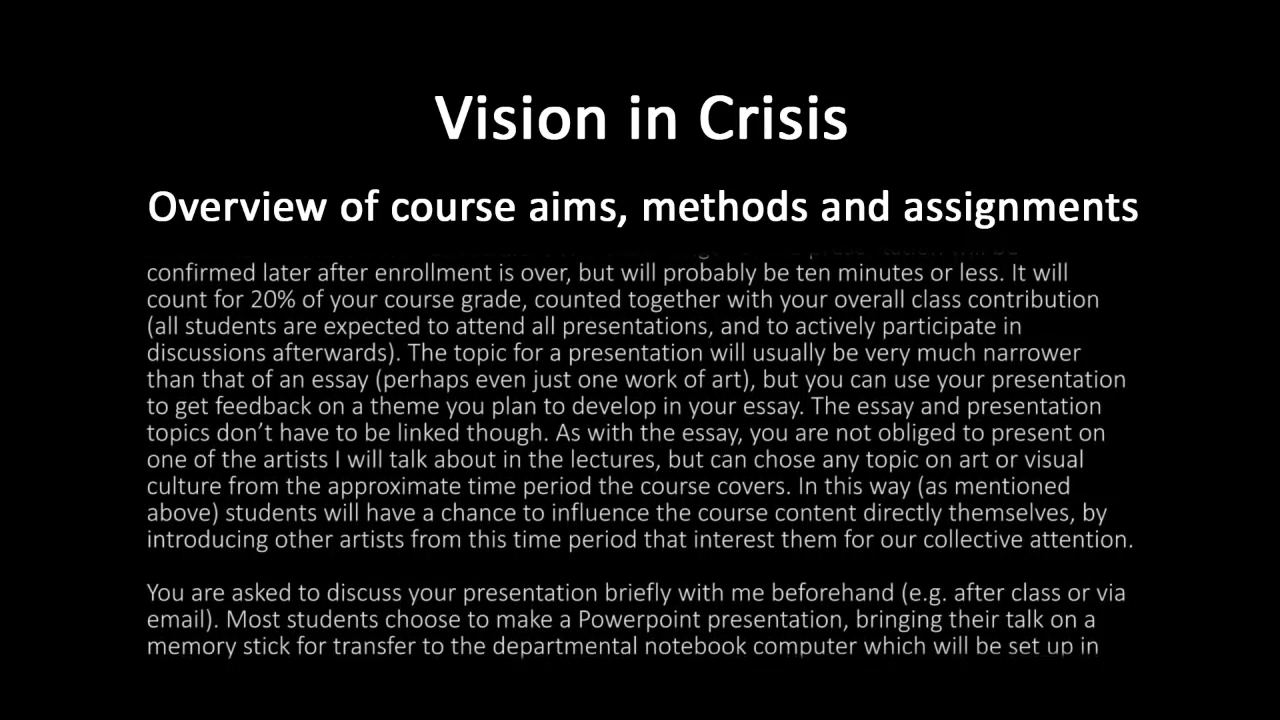 Vision in Crisis
Overview of course aims, methods and assignments
confirmed later after enrollment is over, but will probably be ten minutes or less. It will
count for 20% of your course grade, counted together with your overall class contribution
(all students are expected to attend all presentations, and to actively participate in
discussions afterwards). The topic for a presentation will usually be very much narrower
than that of an essay (perhaps even just one work of art), but you can use your presentation
to get feedback on a theme you plan to develop in your essay. The essay and presentation
topics don’t have to be linked though. As with the essay, you are not obliged to present on
one of the artists I will talk about in the lectures, but can chose any topic on art or visual
culture from the approximate time period the course covers. In this way (as mentioned
above) students will have a chance to influence the course content directly themselves, by
introducing other artists from this time period that interest them for our collective attention.
You are asked to discuss your presentation briefly with me beforehand (e.g. after class or via
email). Most students choose to make a Powerpoint presentation, bringing their talk on a
memory stick for transfer to the departmental notebook computer which will be set up in